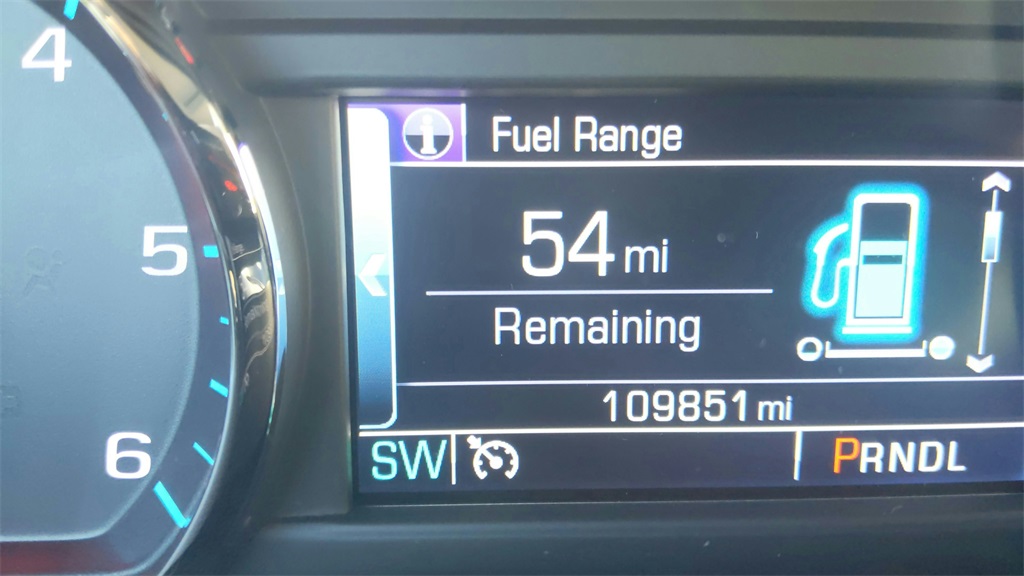 4
5
6
i Fuel Range
54 mi
Remaining
109851 mi
SW
PRNDL